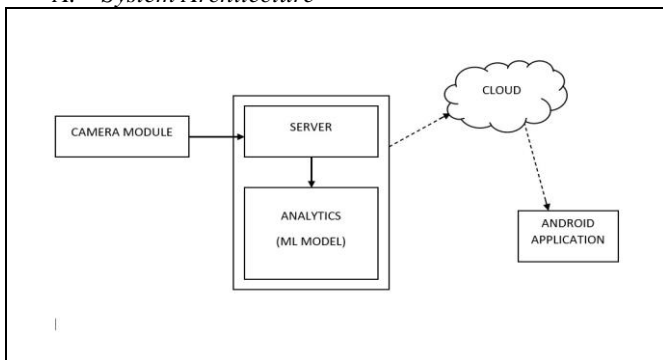 A. System Architecture
CAMERA MODULE
SERVER
ANALYTICS
(ML MODEL)
CLOUD
ANDROID
APPLICATION